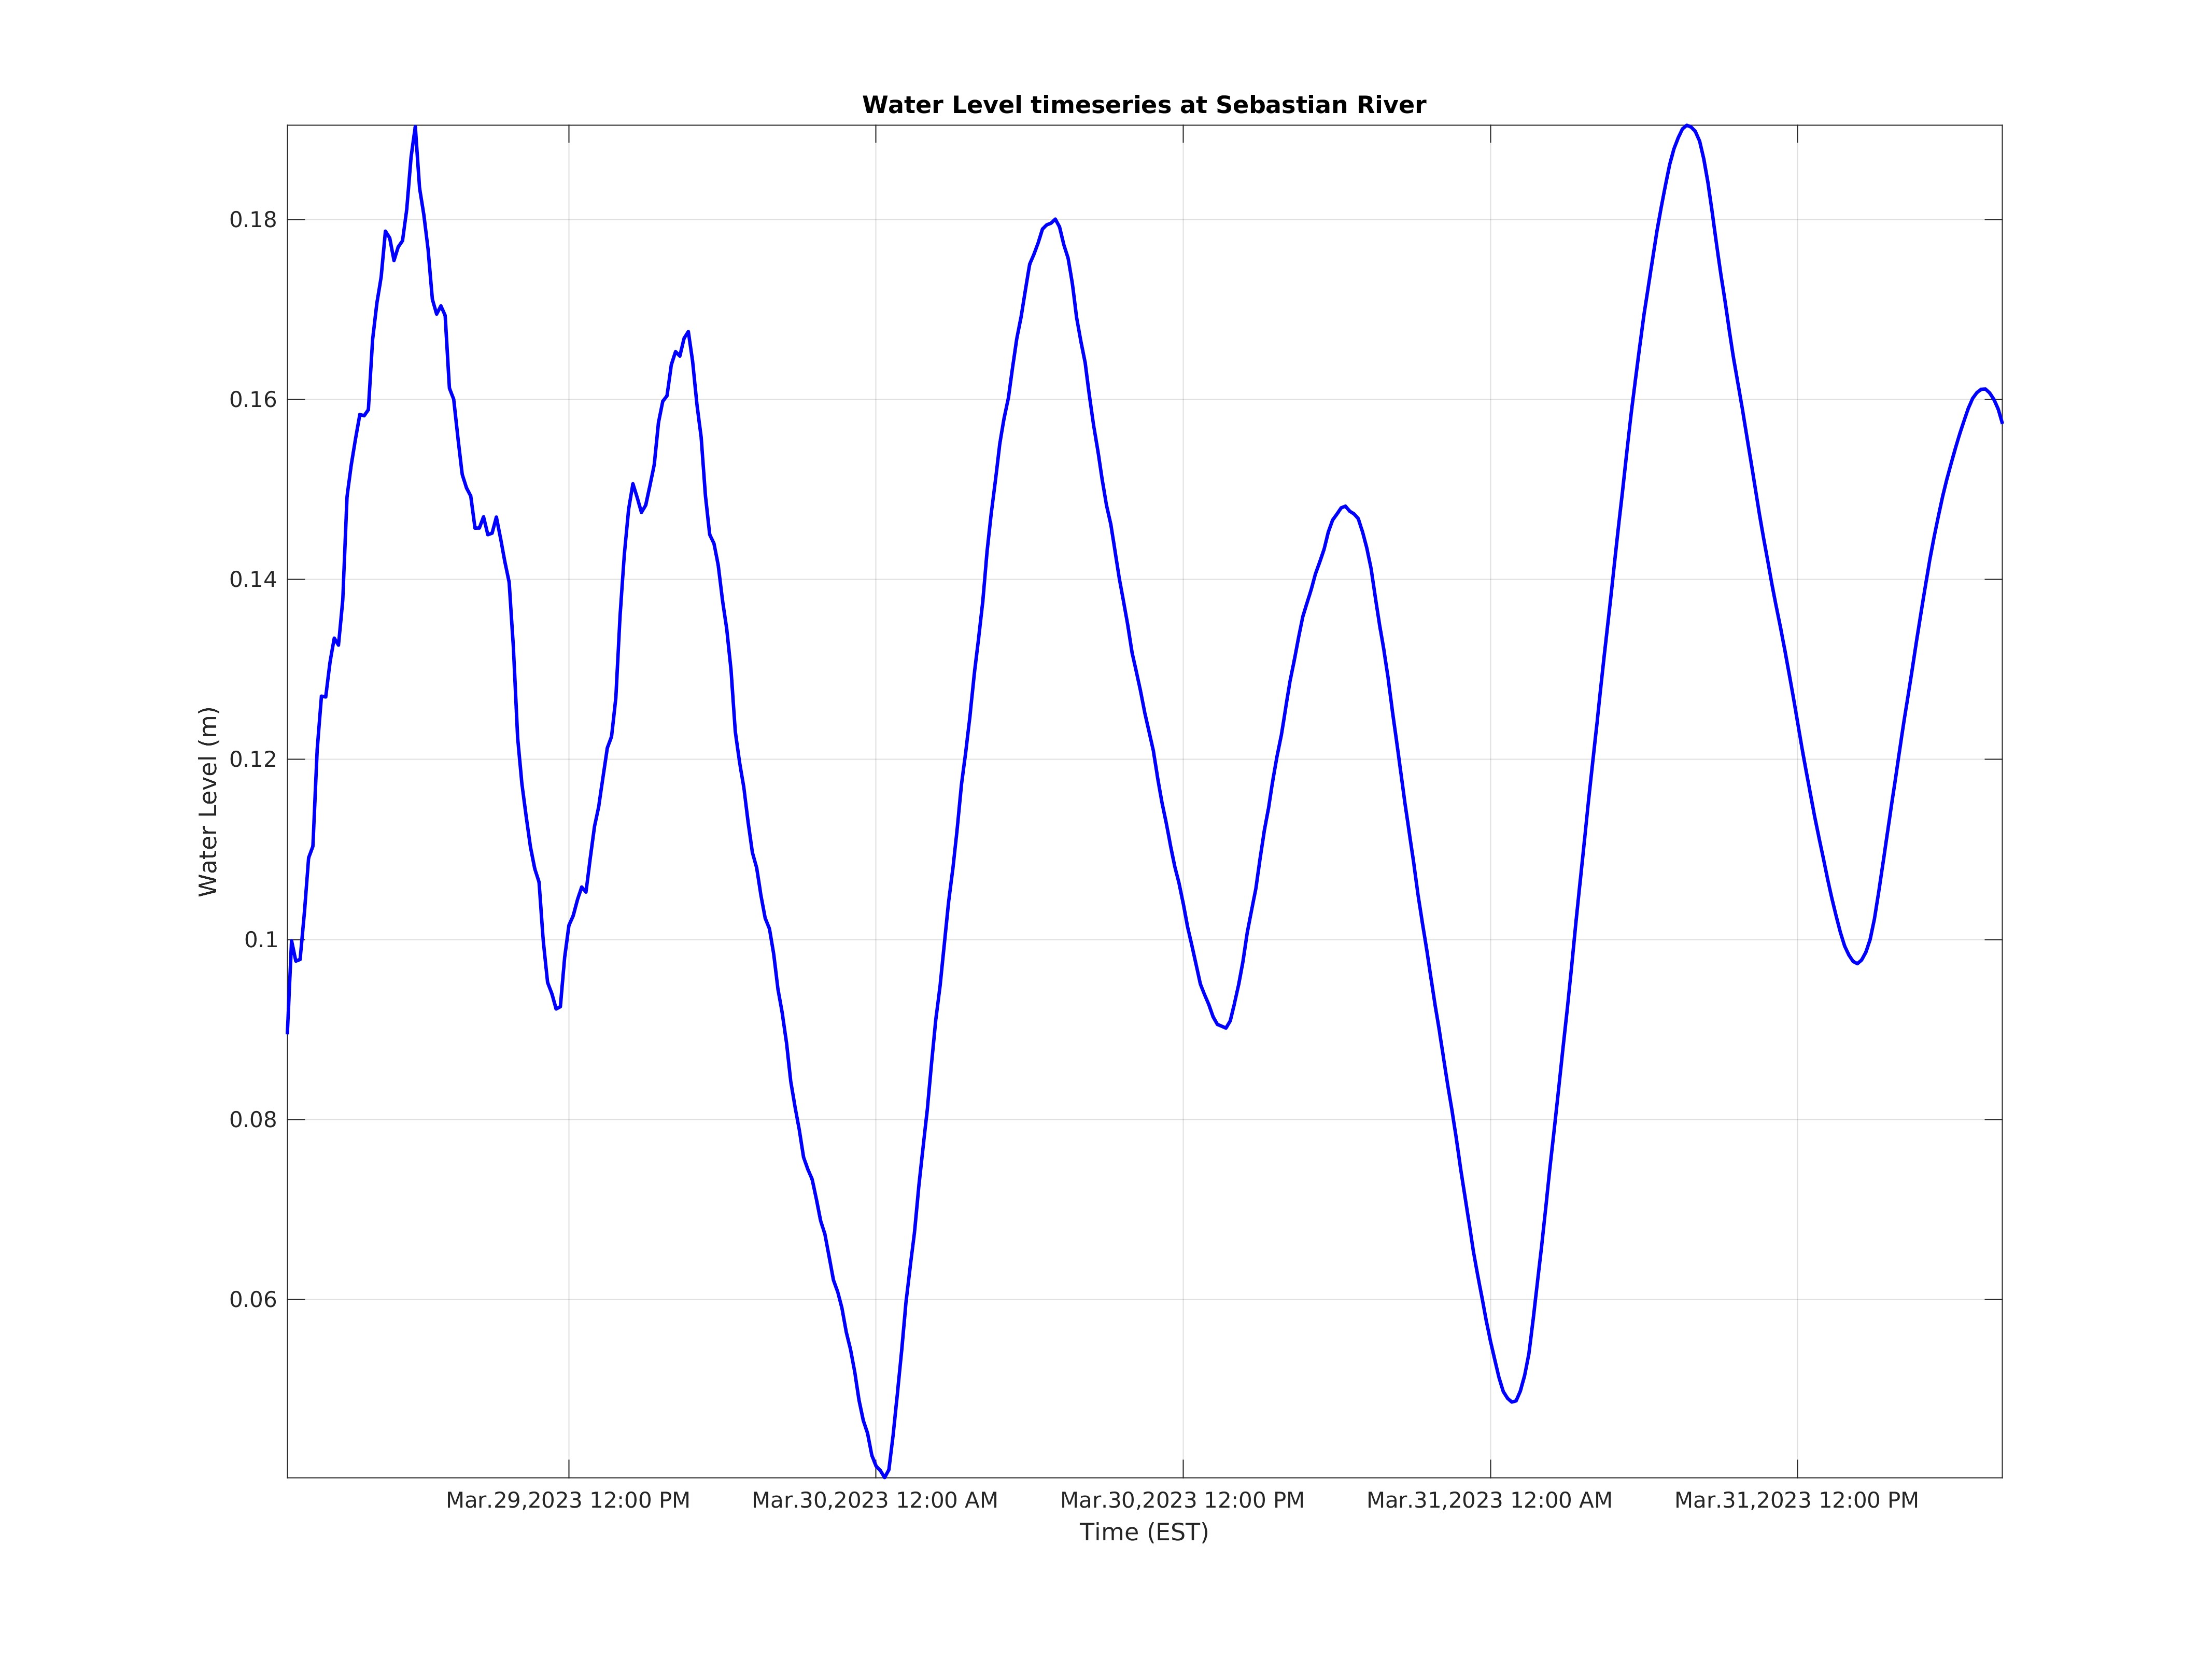 Water Level timeseries at Sebastian River
0.18
0.16
0.14
0.12
0.1
0.08
0.06
Water Level (m)
Mar.29,2023 12:00 PM Mar.30,2023 12:00 AM Mar.30,2023 12:00 PM Mar.31,2023 12:00 AM Mar.31,2023 12:00 PM
Time (EST)